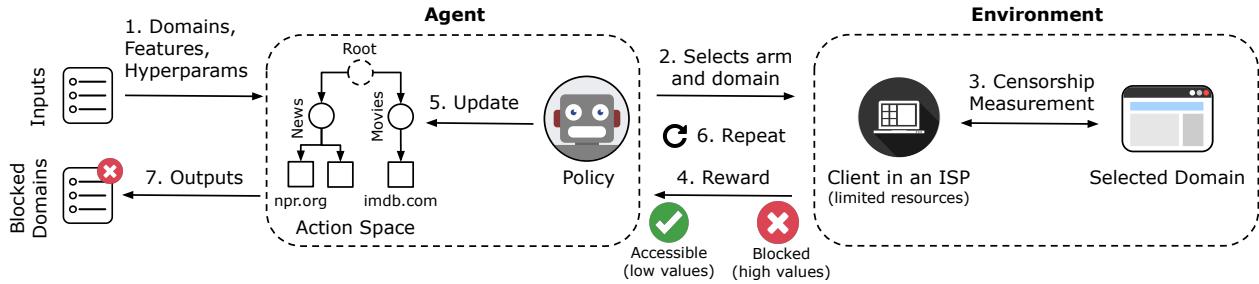 Agent
Environment
Inputs
1. Domains,
Features,
Hyperparams
Root
News
Movies
npr.org
imdb.com
Action Space
5. Update
Policy
2. Selects arm
and domain
6. Repeat
4. Reward
Accessible
(low values)
Blocked
(high values)
Client in an ISP
(limited resources)
3. Censorship
Measurement
Selected Domain
7. Outputs
Blocked
Domains